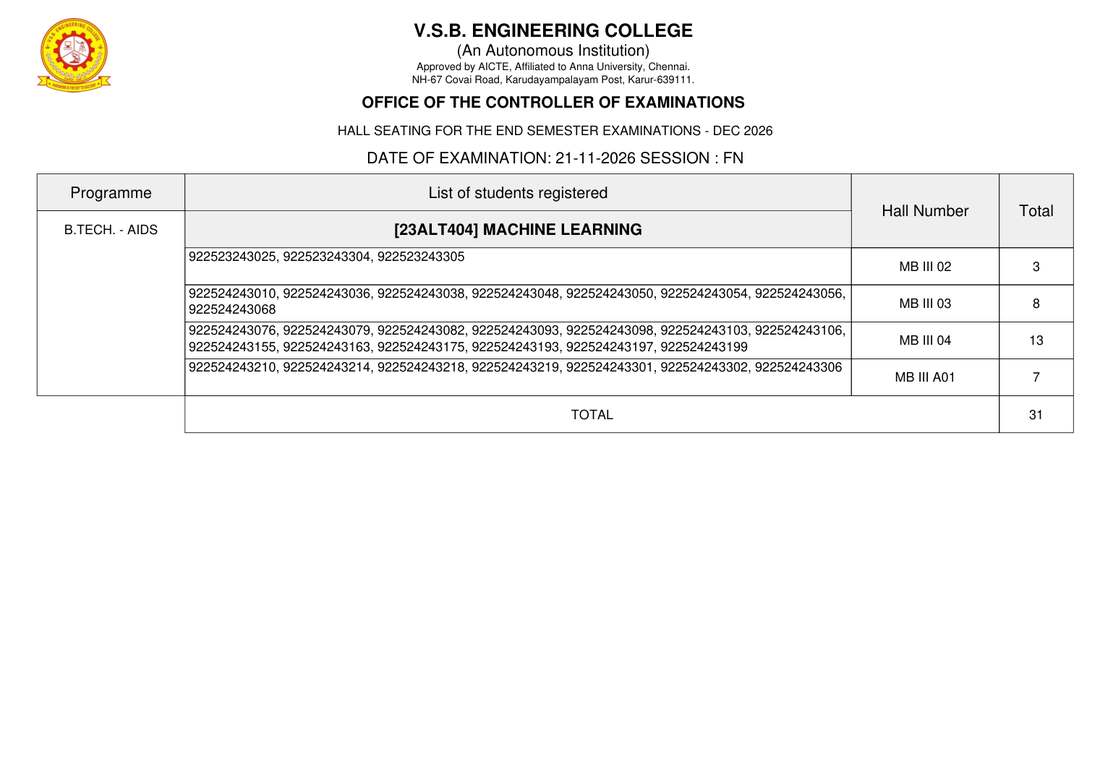 V.S.B. ENGINEERING COLLEGE
(An Autonomous Institution)
Approved by AICTE, Affiliated to Anna University, Chennai.
NH-67 Covai Road, Karudayampalayam Post, Karur-639111.
OFFICE OF THE CONTROLLER OF EXAMINATIONS
HALL SEATING FOR THE END SEMESTER EXAMINATIONS - DEC 2026
DATE OF EXAMINATION: 21-11-2026 SESSION : FN
Programme List of students registered Hall Number Total
B.TECH. - AIDS [23ALT404] MACHINE LEARNING
922523243025, 922523243304, 922523243305 MB III 02 3
922524243010, 922524243036, 922524243038, 922524243048, 922524243050, 922524243054, 922524243056,
922524243068 MB III 03 8
922524243076, 922524243079, 922524243082, 922524243093, 922524243098, 922524243103, 922524243106,
922524243155, 922524243163, 922524243175, 922524243193, 922524243197, 922524243199 MB III 04 13
922524243210, 922524243214, 922524243218, 922524243219, 922524243301, 922524243302, 922524243306 MB III A01 7
TOTAL 31